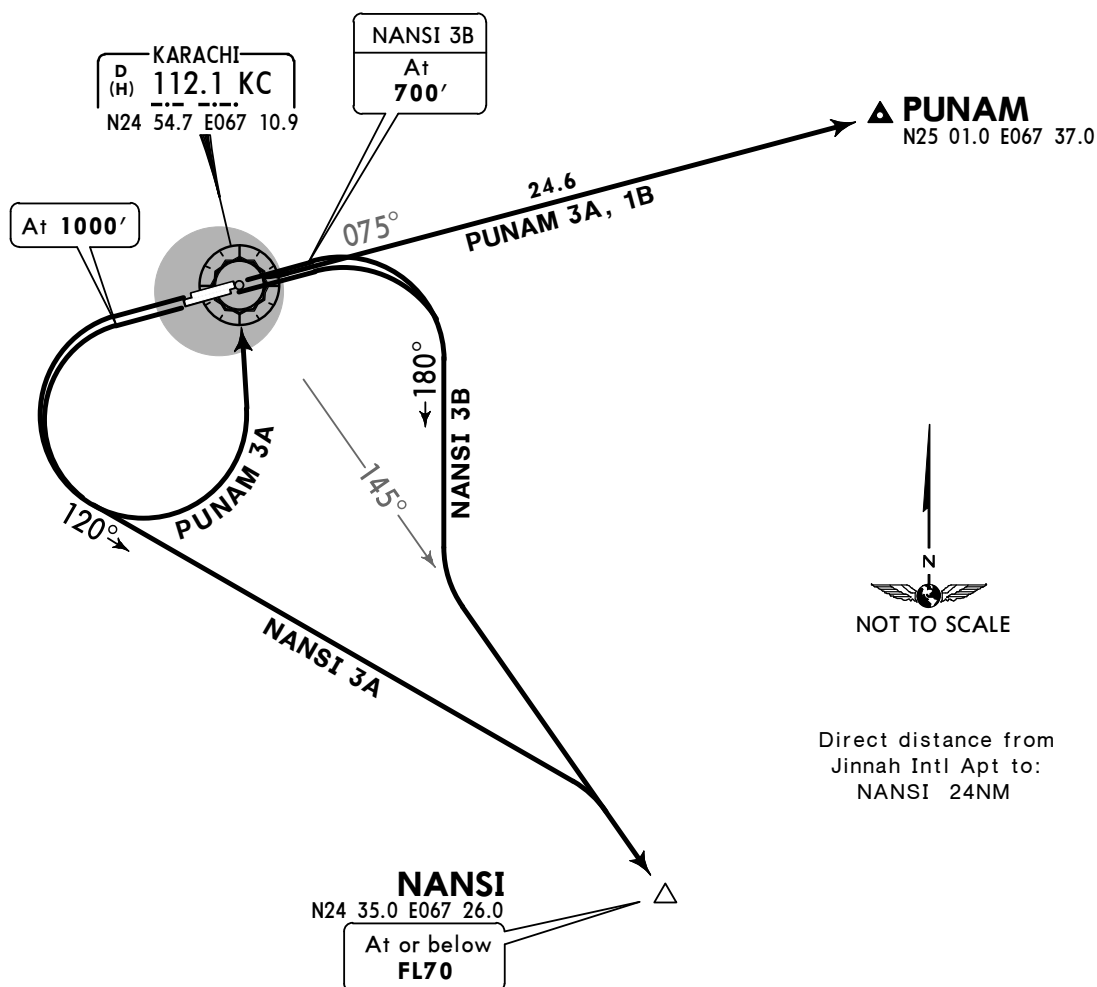 NANSI 3B
At
700'
KARACHI
D
(H)
112.1 KC
N24 54.7 E067 10.9
PUNAM
N25 01.0 E067 37.0
24.6
PUNAM 3A, 1B
075°
At 1000'
180°
NANSI 3B
145°
PUNAM 3A
120°
NANSI 3A
N
NOT TO SCALE
Direct distance from
Jinnah Intl Apt to:
NANSI 24NM
NANSI
N24 35.0 E067 26.0
At or below
FL70